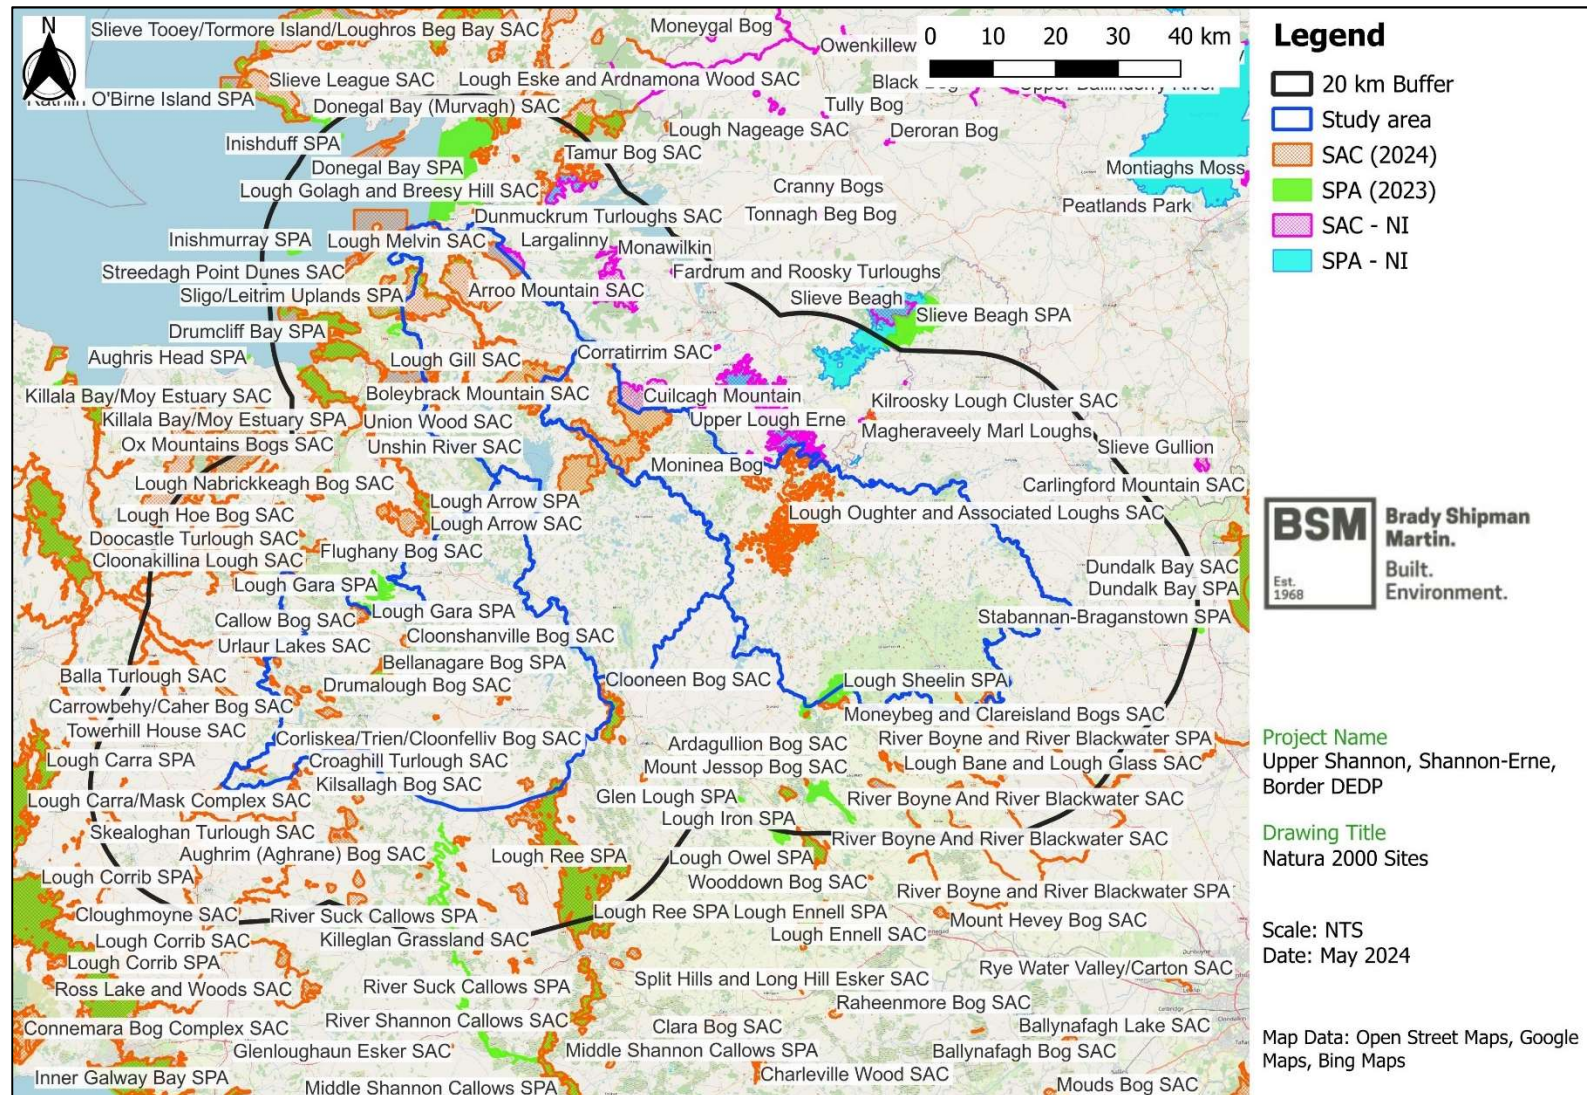 N
Slieve Tooey/Tormore Island/Loughros Beg Bay SAC
Moneygal Bog
Owenkillew
0 10 20 30 40 km
Slieve League SAC
Lough Eske and Ardnamona Wood SAC
O'Birne Island SPA
Donegal Bay (Murvagh) SAC
Tully Bog
Inishduff SPA
Lough Nageage SAC
Deroran Bog
Donegal Bay SPA
Tamur Bog SAC
Montiaghs Moss
Lough Golagh and Breesy Hill SAC
Cranny Bogs
Peatlands Park
Dunmuckrum Turloughs SAC
Tonnagh Beg Bog
Inishmurray SPA
Lough Melvin SAC
Largalinny
Monawilkin
Streedagh Point Dunes SAC
Fardrum and Roosky Turloughs
Sligo/Leitrim Uplands SPA
Arroo Mountain SAC
Slieve Beagh
Slieve Beagh SPA
Drumcliff Bay SPA
Aughris Head SPA
Lough Gill SAC
Corratirrim SAC
Killala Bay/Moy Estuary SAC
Boleybrack Mountain SAC
Cuilcagh Mountain
Kilroosky Lough Cluster SAC
Killala Bay/Moy Estuary SPA
Union Wood SAC
Upper Lough Erne
Magheraveely Marl Loughs
Ox Mountains Bogs SAC
Unshin River SAC
Slieve Gullion
Moninea Bog
Lough Nabrickkeagh Bog SAC
Carlingford Mountain SAC
Lough Arrow SPA
Lough Hoe Bog SAC
Lough Arrow SAC
Lough Oughter and Associated Loughs SAC
Doocastle Turlough SAC
Flughany Bog SAC
Cloonakillina Lough SAC
Dundalk Bay SAC
Lough Gara SPA
Dundalk Bay SPA
Lough Gara SPA
Callow Bog SAC
Stabannan-Braganstown SPA
Urlaur Lakes SAC
Cloonshanville Bog SAC
Bellanagare Bog SPA
Balla Turlough SAC
Drumalough Bog SAC
Clooneen Bog SAC
Lough Sheelin SPA
Carrowbehy/Caher Bog SAC
Moneybeg and Clareisland Bogs SAC
Towerhill House SAC
Corliskea/Trien/Cloonfelliv Bog SAC
Ardagullion Bog SAC
River Boyne and River Blackwater SPA
Lough Carra SPA
Croaghill Turlough SAC
Mount Jessop Bog SAC
Lough Bane and Lough Glass SAC
Kilsallagh Bog SAC
Lough Carra/Mask Complex SAC
Glen Lough SPA
River Boyne And River Blackwater SAC
Lough Iron SPA
Skealoghan Turlough SAC
River Boyne And River Blackwater SAC
Aughrim (Aghrane) Bog SAC
Lough Ree SPA
Lough Owel SPA
Lough Corrib SPA
Wooddown Bog SAC
River Boyne and River Blackwater SPA
Cloughmoyne SAC
River Suck Callows SPA
Lough Ree SPA
Lough Ennell SPA
Mount Hevey Bog SAC
Lough Corrib SAC
Killeglan Grassland SAC
Lough Ennell SAC
Lough Corrib SPA
Split Hills and Long Hill Esker SAC
Rye Water Valley/Carton SAC
Ross Lake and Woods SAC
River Suck Callows SPA
Raheenmore Bog SAC
Connemara Bog Complex SAC
River Shannon Callows SAC
Clara Bog SAC
Ballynafagh Lake SAC
Glenloughaun Esker SAC
Middle Shannon Callows SPA
Ballynafagh Bog SAC
Inner Galway Bay SPA
Charleville Wood SAC
Middle Shannon Callows SPA
Mouds Bog SAC
Legend
20 km Buffer
Study area
SAC (2024)
SPA (2023)
SAC - NI
SPA - NI
BSM
Est.
1968
Brady Shipman
Martin.
Built.
Environment.
Project Name
Upper Shannon, Shannon-Erne,
Border DEDP
Drawing Title
Natura 2000 Sites
Scale: NTS
Date: May 2024
Map Data: Open Street Maps, Google
Maps, Bing Maps